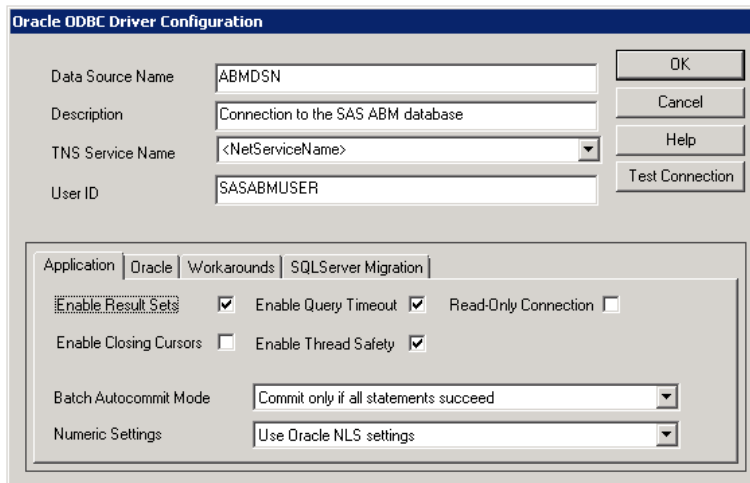 Oracle ODBC Driver Configuration
Data Source Name ABMDSN OK
Description Connection to the SAS ABM database Cancel
TNS Service Name <NetServiceName> Help
User ID SASABMUSER Test Connection
Application Oracle Workarounds SQLServer Migration
Enable Result Sets Enable Query Timeout Read-Only Connection
Enable Closing Cursors Enable Thread Safety
Batch Autocommit Mode Commit only if all statements succeed
Numeric Settings Use Oracle NLS settings